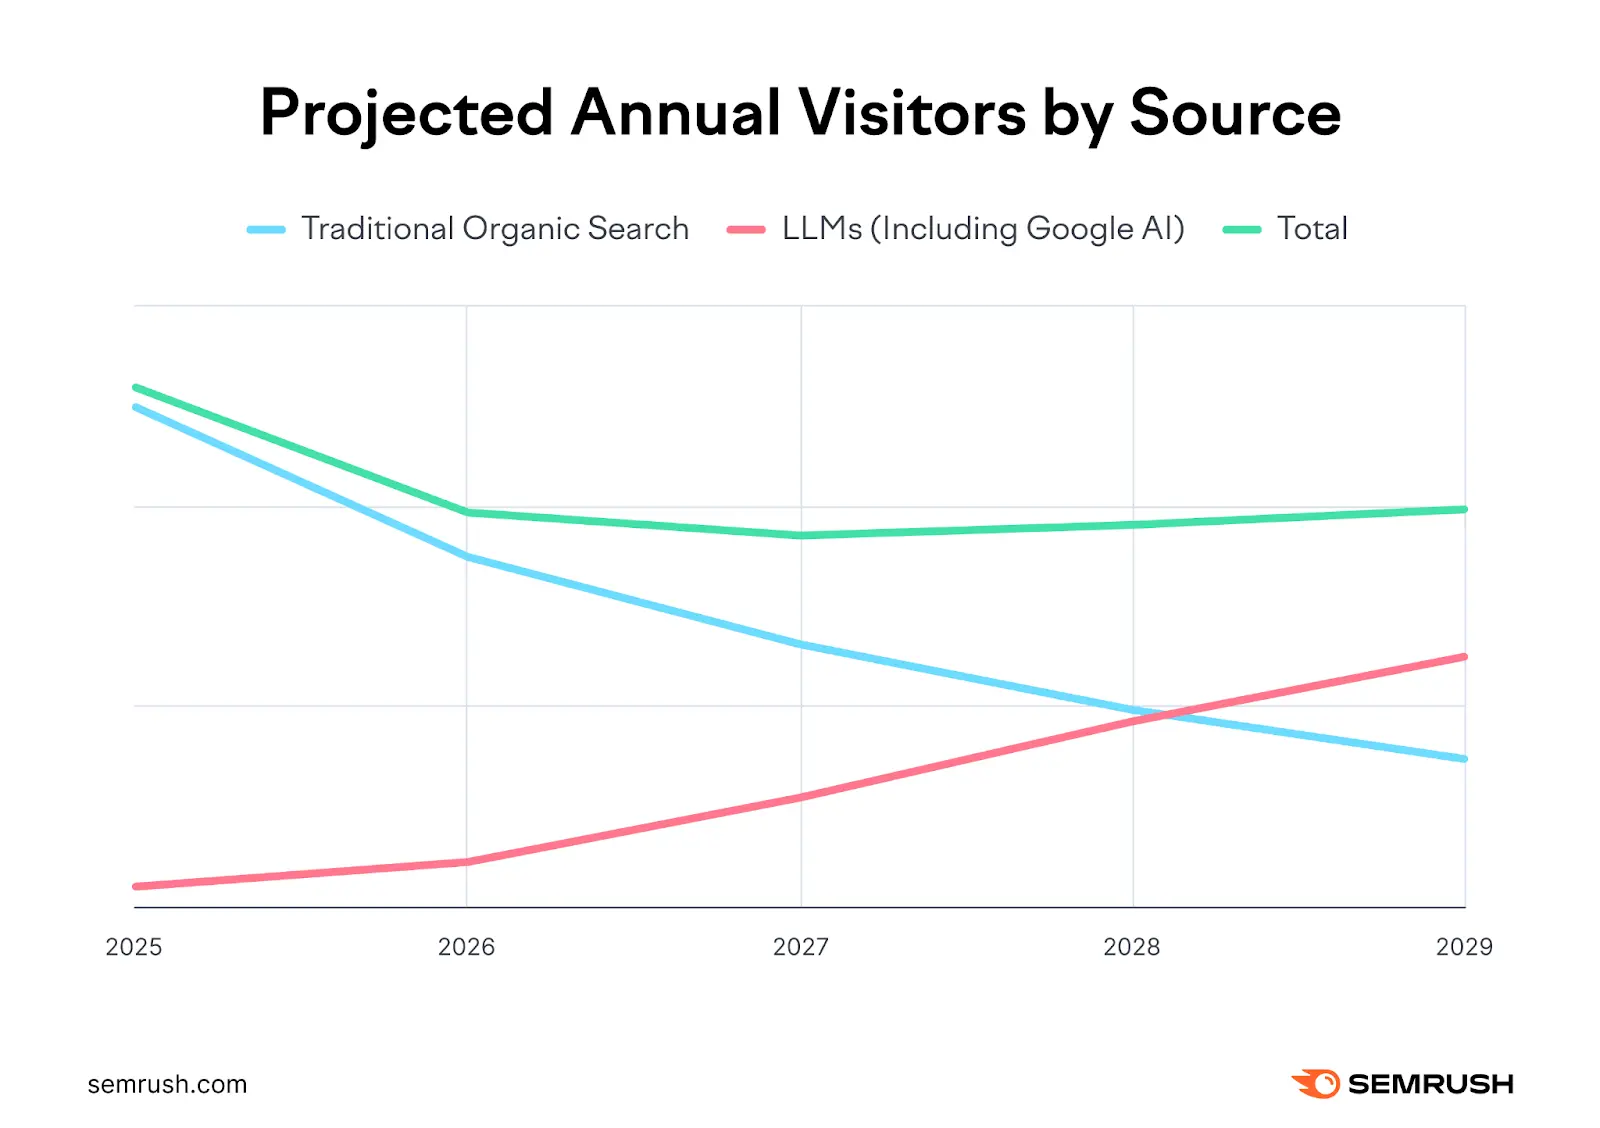 Projected Annual Visitors by Source
Traditional Organic Search LLMs (Including Google AI) Total
2025 2026 2027 2028 2029
semrush.com SEMRUSH